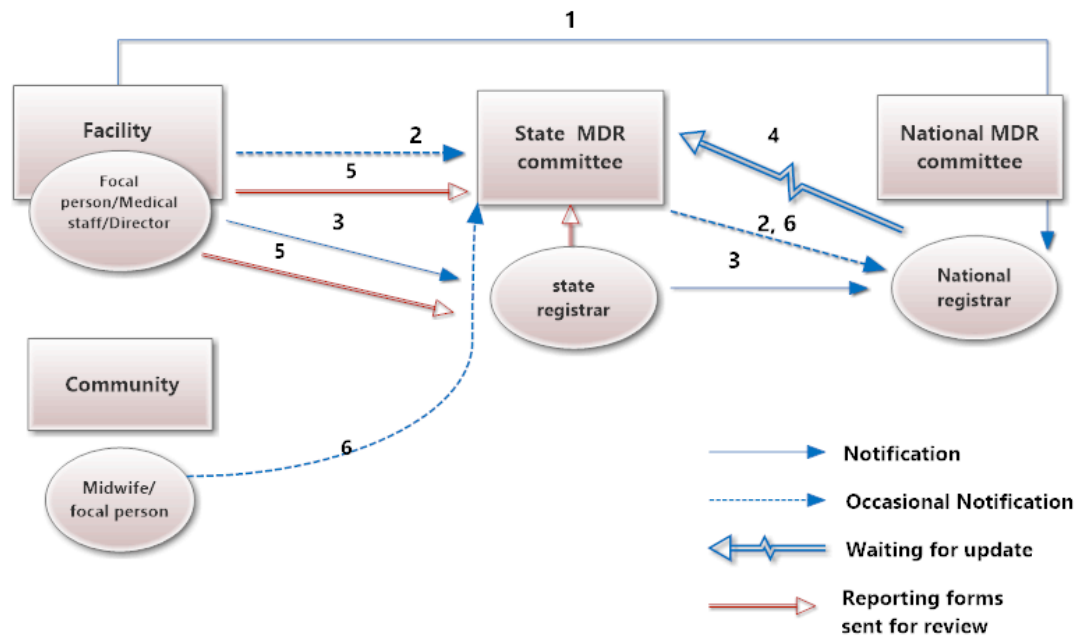 1
Facility
Focal
person/Medical
staff/Director
2
5
3
5
State MDR
committee
state
registrar
4
2, 6
3
National MDR
committee
National
registrar
Community
Midwife/
focal person
6
Notification
Occasional Notification
Waiting for update
Reporting forms
sent for review